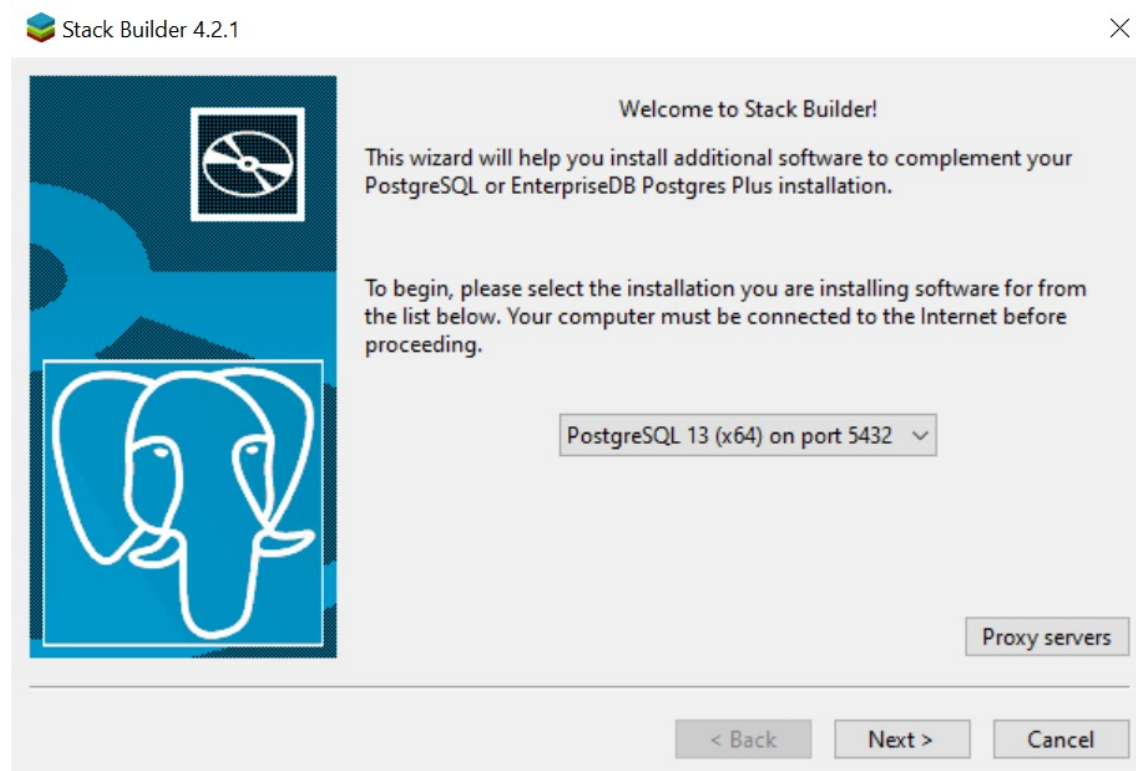 Stack Builder 4.2.1
Welcome to Stack Builder!
This wizard will help you install additional software to complement your
PostgreSQL or EnterpriseDB Postgres Plus installation.
To begin, please select the installation you are installing software for from
the list below. Your computer must be connected to the Internet before
proceeding.
PostgreSQL 13 (x64) on port 5432
Proxy servers
< Back
Next >
Cancel